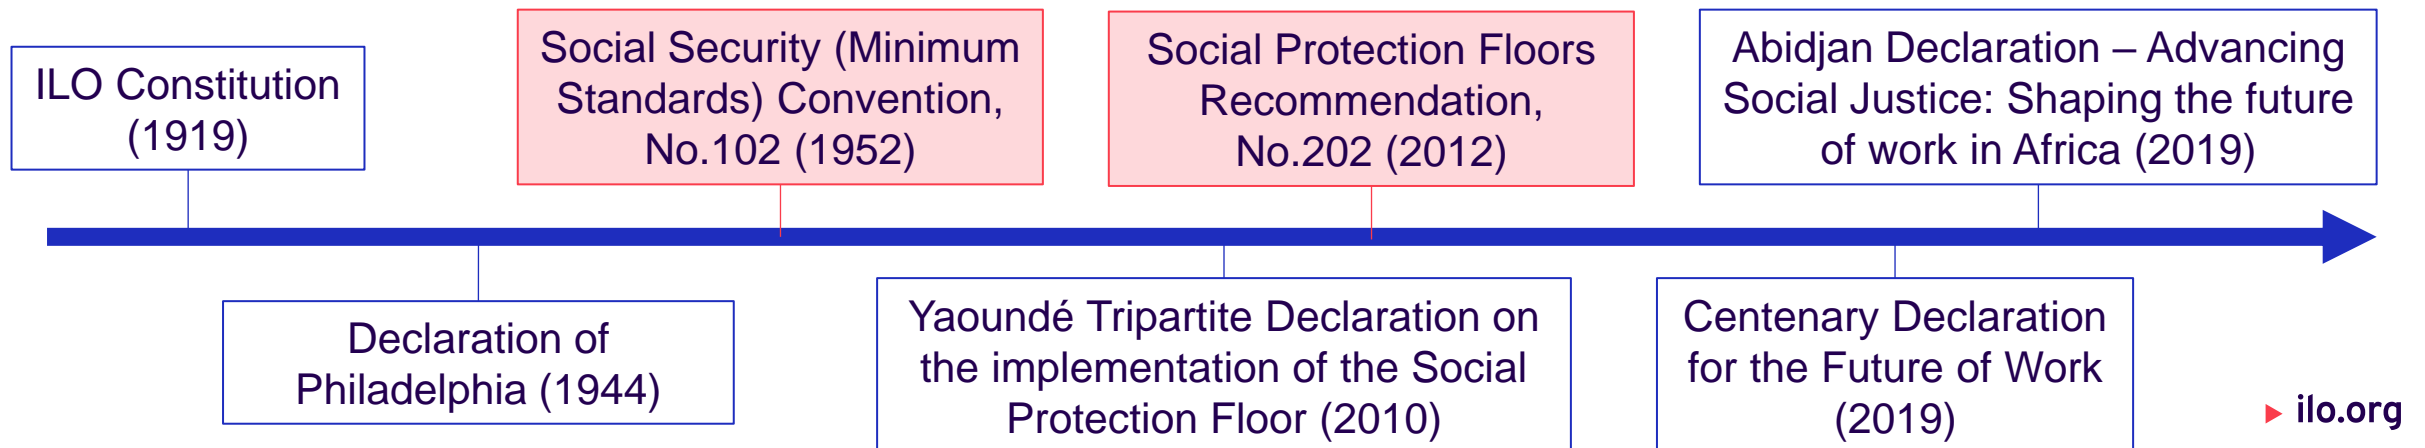 ILO Constitution
(1919)
Social Security (Minimum
Standards) Convention,
No.102 (1952)
Social Protection Floors
Recommendation,
No.202 (2012)
Abidjan Declaration – Advancing
Social Justice: Shaping the future
of work in Africa (2019)
Declaration of
Philadelphia (1944)
Yaoundé Tripartite Declaration on
the implementation of the Social
Protection Floor (2010)
Centenary Declaration
for the Future of Work
(2019)
ilo.org